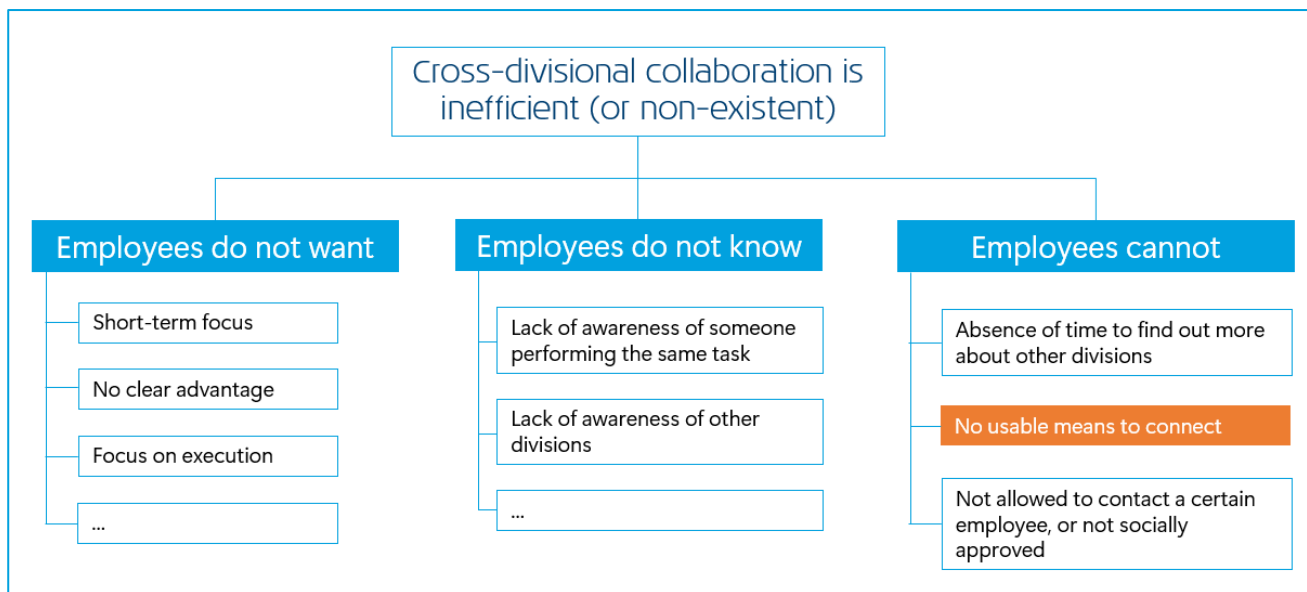 Cross-divisional collaboration is
inefficient (or non-existent)
Employees do not want
Short-term focus
No clear advantage
Focus on execution
...
Employees do not know
Lack of awareness of someone
performing the same task
Lack of awareness of other
divisions
...
Employees cannot
Absence of time to find out more
about other divisions
No usable means to connect
Not allowed to contact a certain
employee, or not socially
approved